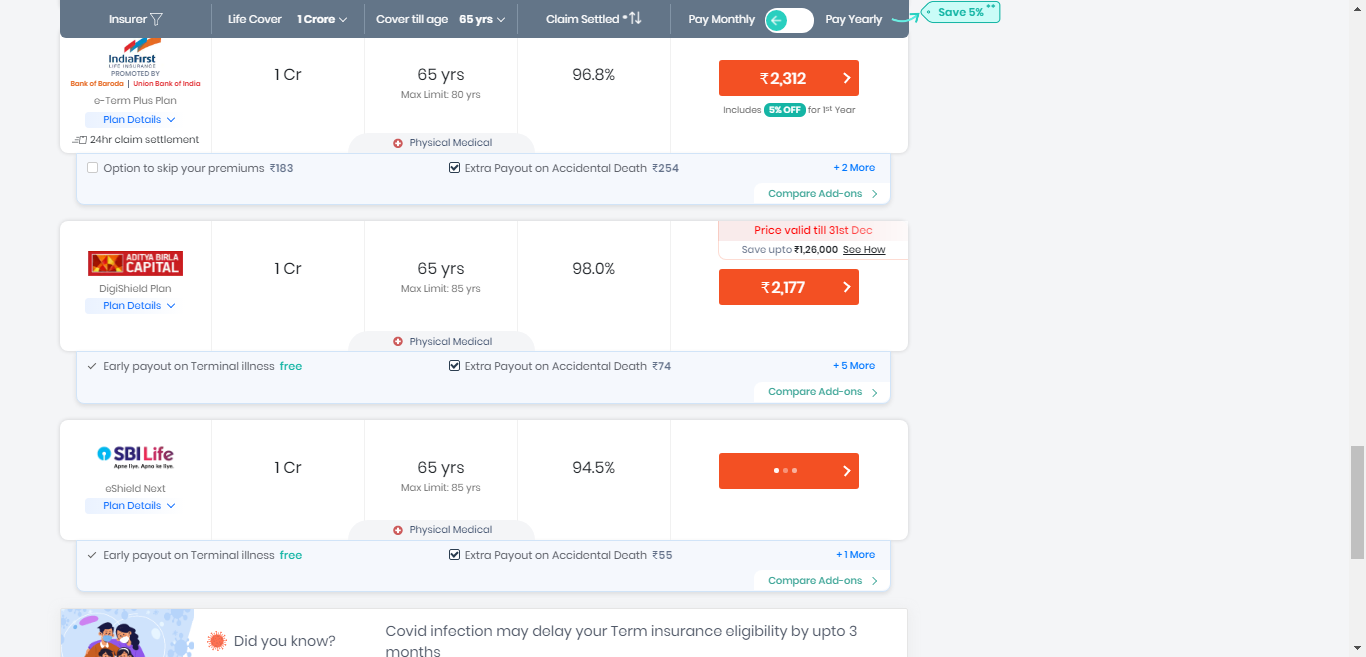 Insurer
Life Cover 1 Crore
Cover till age 65 yrs
Claim Settled *
Pay Monthly
Pay Yearly
Save 5% **
IndiaFirst
LIFE INSURANCE
PROMOTED BY
Bank of Baroda | Union Bank of India
e-Term Plus Plan
Plan Details
24hr claim settlement
1 Cr
65 yrs
Max Limit: 80 yrs
96.8%
₹2,312
Includes 5% OFF for 1st Year
Physical Medical
Option to skip your premiums ₹183
Extra Payout on Accidental Death ₹254
+ 2 More
Compare Add-ons
ADITYA BIRLA
CAPITAL
DigiShield Plan
Plan Details
1 Cr
65 yrs
Max Limit: 85 yrs
98.0%
Price valid till 31st Dec
Save upto ₹1,26,000 See How
₹2,177
Physical Medical
Early payout on Terminal illness free
Extra Payout on Accidental Death ₹74
+ 5 More
Compare Add-ons
SBI Life
Apne liye. Apno ke liye.
eShield Next
Plan Details
1 Cr
65 yrs
Max Limit: 85 yrs
94.5%
Physical Medical
Early payout on Terminal illness free
Extra Payout on Accidental Death ₹55
+ 1 More
Compare Add-ons
Did you know?
Covid infection may delay your Term insurance eligibility by upto 3
months